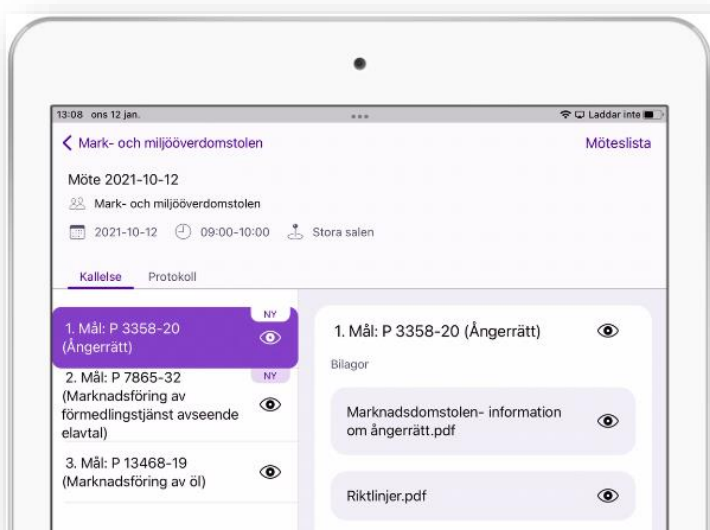 13:08 ons 12 jan.
Laddar inte
Mark- och miljööverdomstolen
Möteslista
Möte 2021-10-12
Mark- och miljööverdomstolen
2021-10-12 09:00-10:00 Stora salen
Kallelse Protokoll
NY
1. Mål: P 3358-20
(Ångerrätt)
NY
2. Mål: P 7865-32
(Marknadsföring av
förmedlingstjänst avseende
elavtal)
3. Mål: P 13468-19
(Marknadsföring av öl)
1. Mål: P 3358-20 (Ångerrätt)
Bilagor
Marknadsdomstolen- information
om ångerrätt.pdf
Riktlinjer.pdf